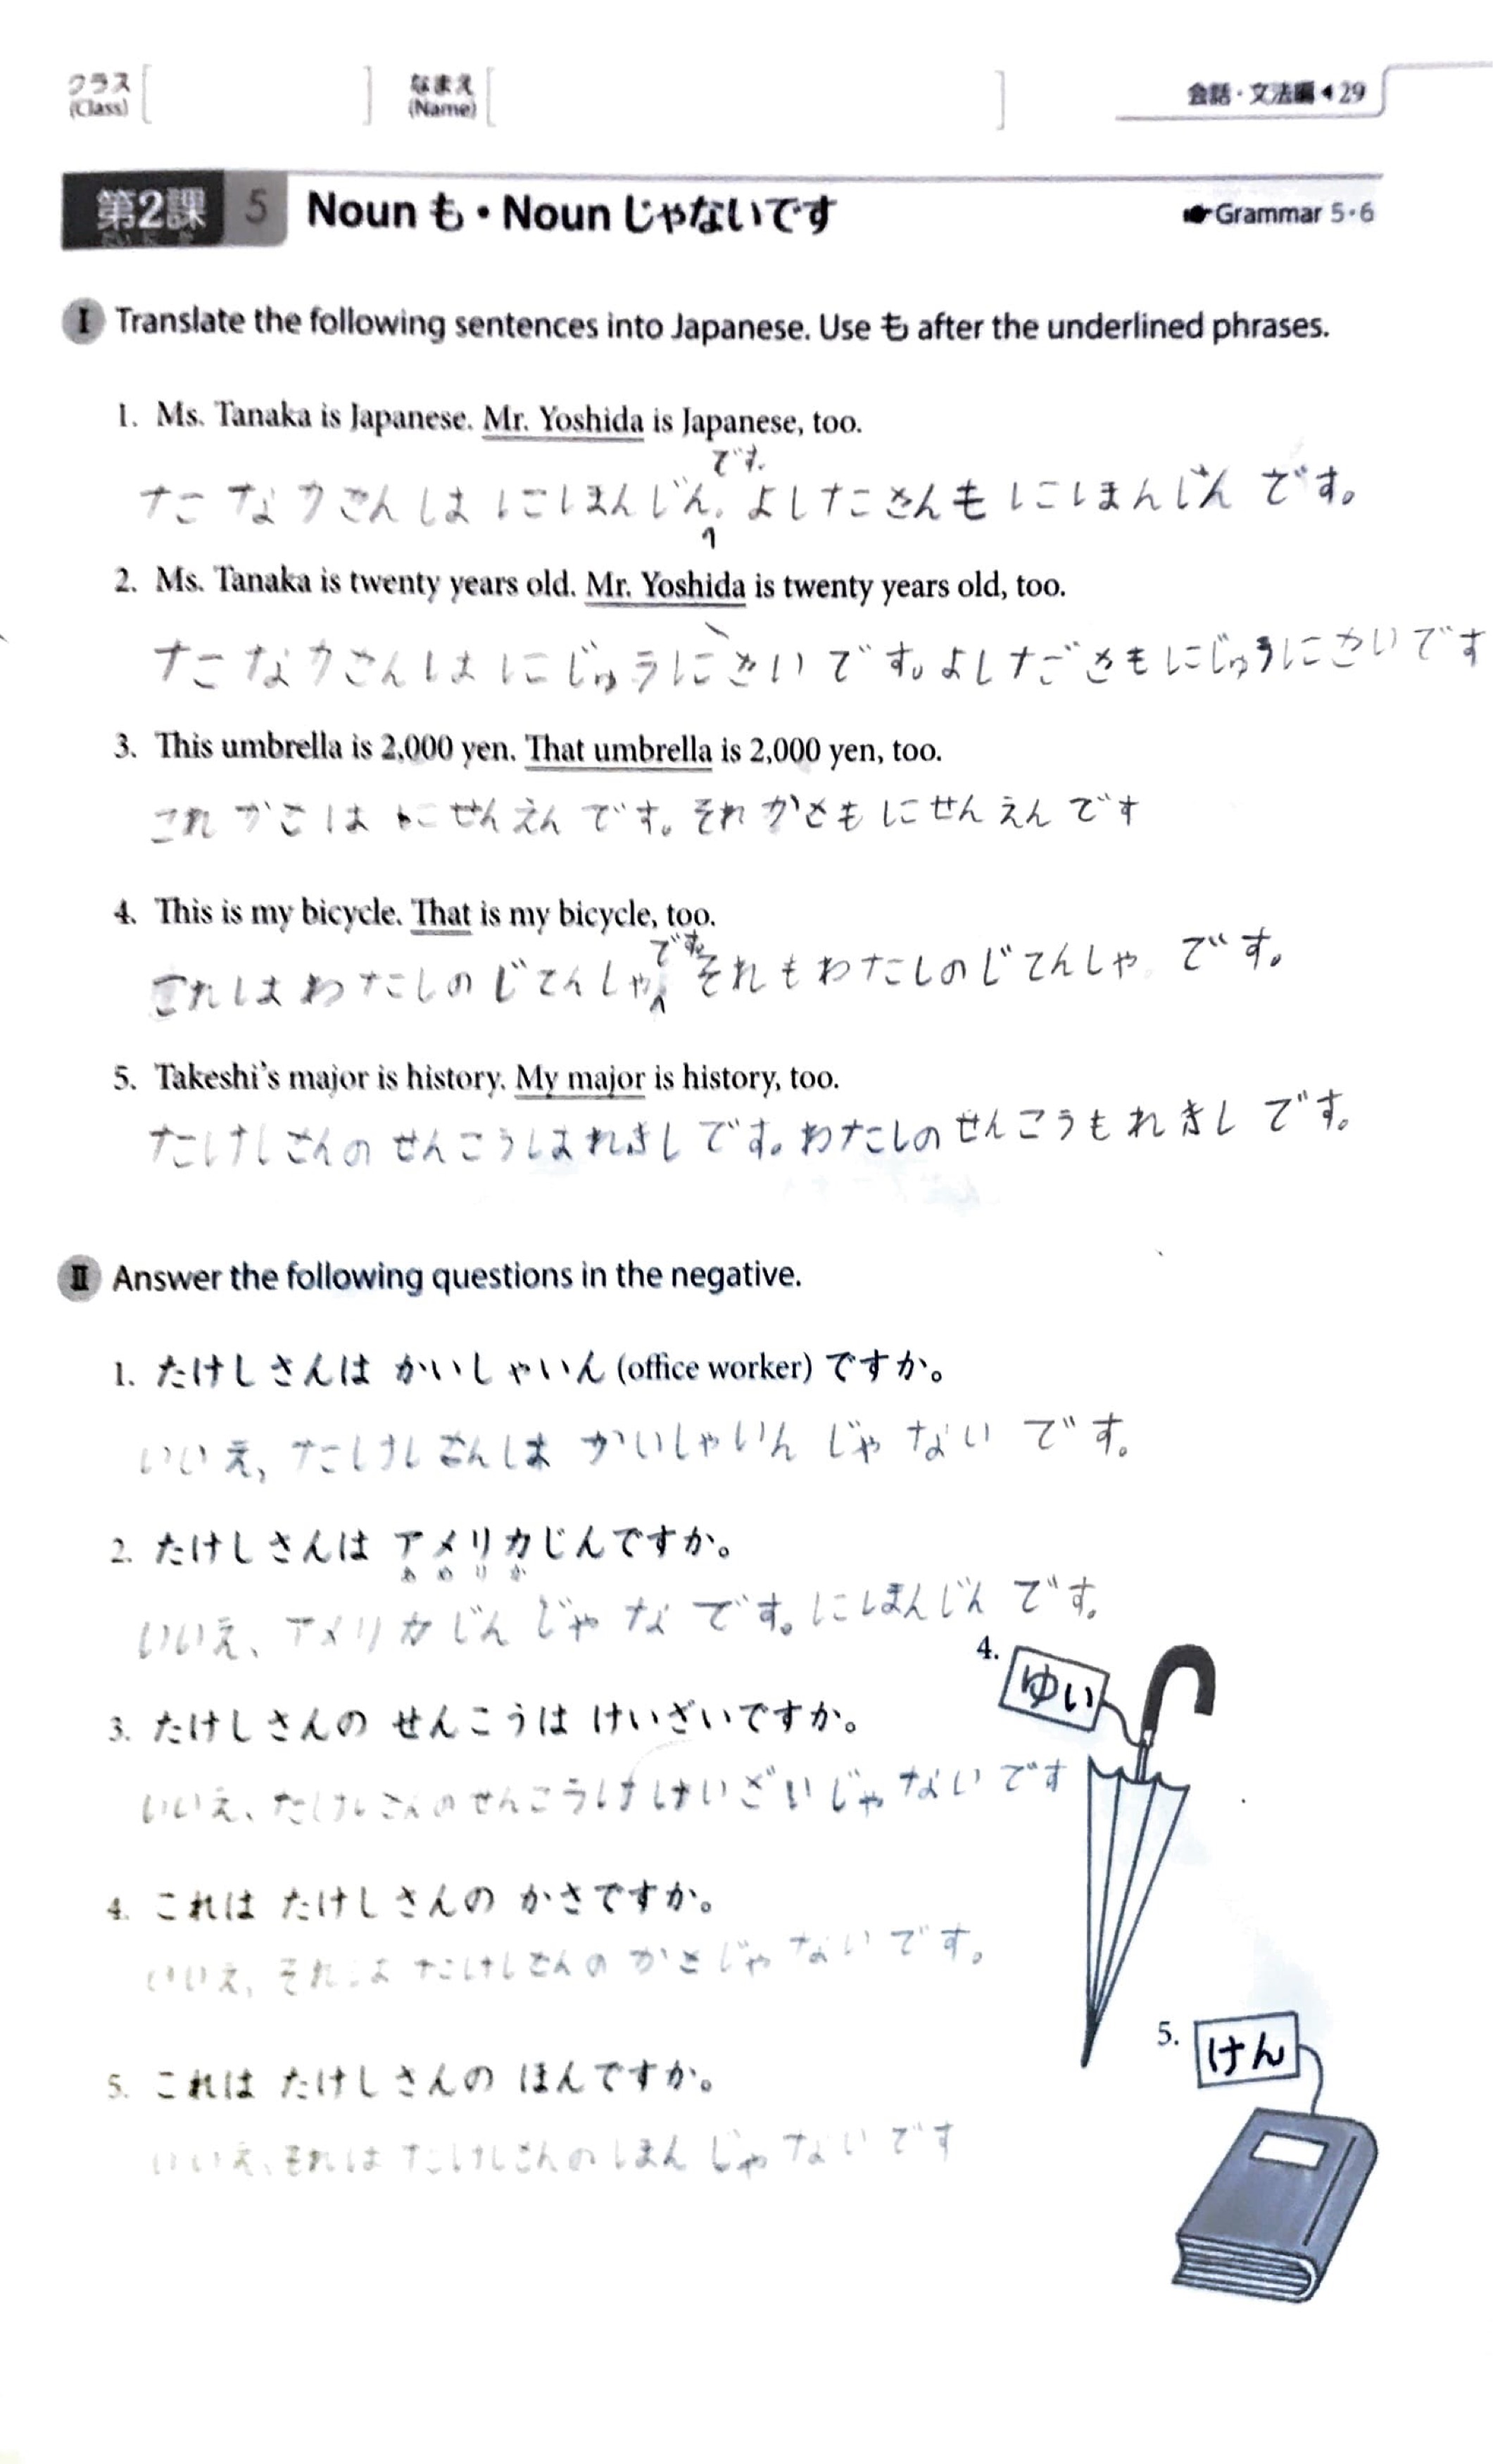 クラス [ ] なまえ [ ] 会話・文法編◀29
(Class) (Name)
第2課 5 Noun も・Noun じゃないです ☛Grammar 5・6
だい に か
I Translate the following sentences into Japanese. Use も after the underlined phrases.
1. Ms. Tanaka is Japanese. Mr. Yoshida is Japanese, too.
です。
たなかさんは にほんじん。よしたさんも にほんじん です。
2. Ms. Tanaka is twenty years old. Mr. Yoshida is twenty years old, too.
たなかさんは にじゅうにさいです。よしださもにじゅうにさいです
3. This umbrella is 2,000 yen. That umbrella is 2,000 yen, too.
これ かさは にせんえんです。それ かさも にせんえんです
4. This is my bicycle. That is my bicycle, too.
です。
これはわたしのじてんしゃ それもわたしのじてんしゃ です。
5. Takeshi's major is history. My major is history, too.
たけしさんの せんこうはれきしです。わたしのせんこうもれきしです。
II Answer the following questions in the negative.
1. たけしさんは かいしゃいん (office worker) ですか。
いいえ, たけしさんは かいしゃいん じゃ ない です。
2. たけしさんは アメリカじんですか。
あ め り か
いいえ、アメリカじん じゃ な です。にほんじん です。
4. ゆい
3. たけしさんの せんこうは けいざいですか。
いいえ、たけしさんのせんこうはけいざいじゃないです
4. これは たけしさんの かさですか。
いいえ, それは たけしさんの かさじゃ ないです。
5. けん
5. これは たけしさんの ほんですか。
いいえ、それは たけしさんのほん じゃ ないです